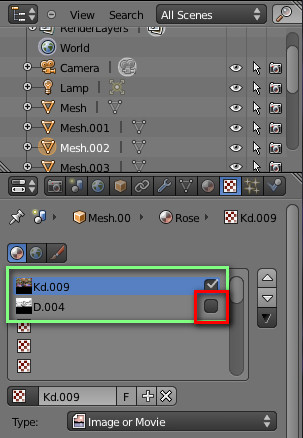 View Search All Scenes
RenderLayers
World
Camera
Lamp
Mesh
Mesh.001
Mesh.002
Mesh.003
Mesh.00 Rose Kd.009
Kd.009
D.004
Kd.009 F
Type: Image or Movie